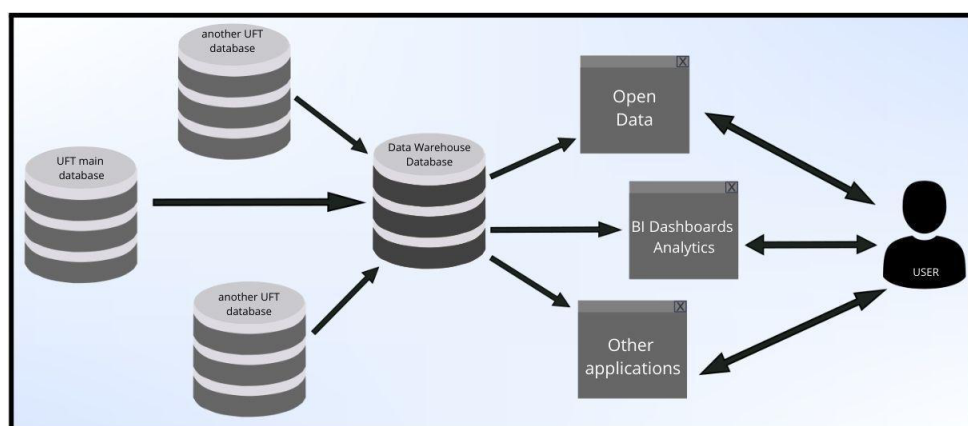 another UFT
database
UFT main
database
another UFT
database
Data Warehouse
Database
X
Open
Data
X
BI Dashboards
Analytics
X
Other
applications
USER